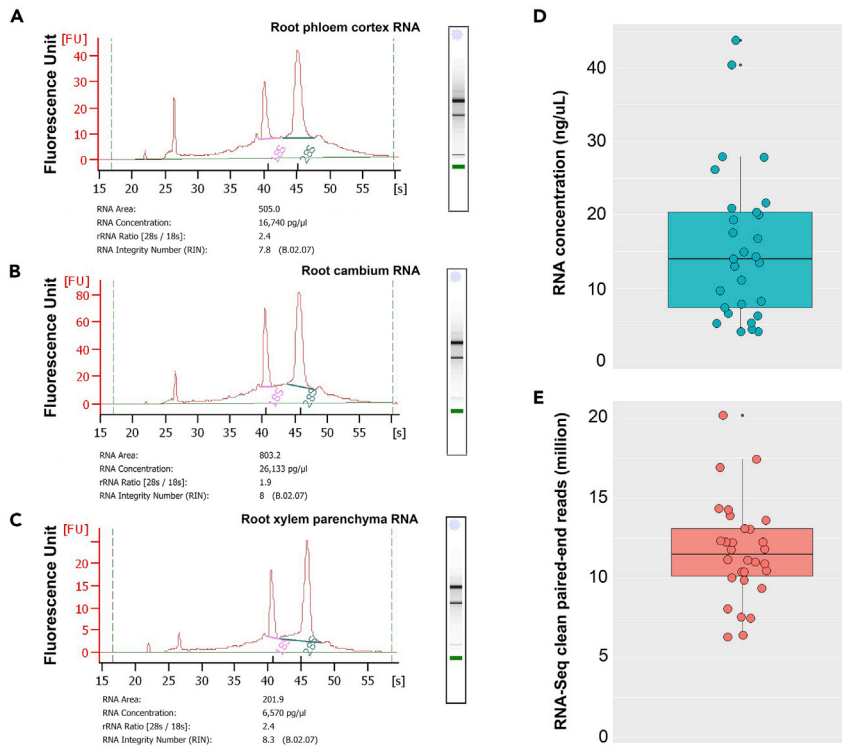 A
Root phloem cortex RNA
[FU]
Fluorescence Unit
40
30
20
10
0
18S
28S
15 20 25 30 35 40 45 50 55 [s]
RNA Area: 505.0
RNA Concentration: 16,740 pg/µl
rRNA Ratio [28s / 18s]: 2.4
RNA Integrity Number (RIN): 7.8 (B.02.07)
B
Root cambium RNA
[FU]
Fluorescence Unit
80
60
40
20
0
18S
28S
15 20 25 30 35 40 45 50 55 [s]
RNA Area: 803.2
RNA Concentration: 26,133 pg/µl
rRNA Ratio [28s / 18s]: 1.9
RNA Integrity Number (RIN): 8 (B.02.07)
C
Root xylem parenchyma RNA
[FU]
Fluorescence Unit
20
15
10
5
0
18S
28S
15 20 25 30 35 40 45 50 55 [s]
RNA Area: 201.9
RNA Concentration: 6,570 pg/µl
rRNA Ratio [28s / 18s]: 2.4
RNA Integrity Number (RIN): 8.3 (B.02.07)
D
RNA concentration (ng/uL)
40
30
20
10
0
E
RNA-Seq clean paired-end reads (million)
20
15
10
5
0